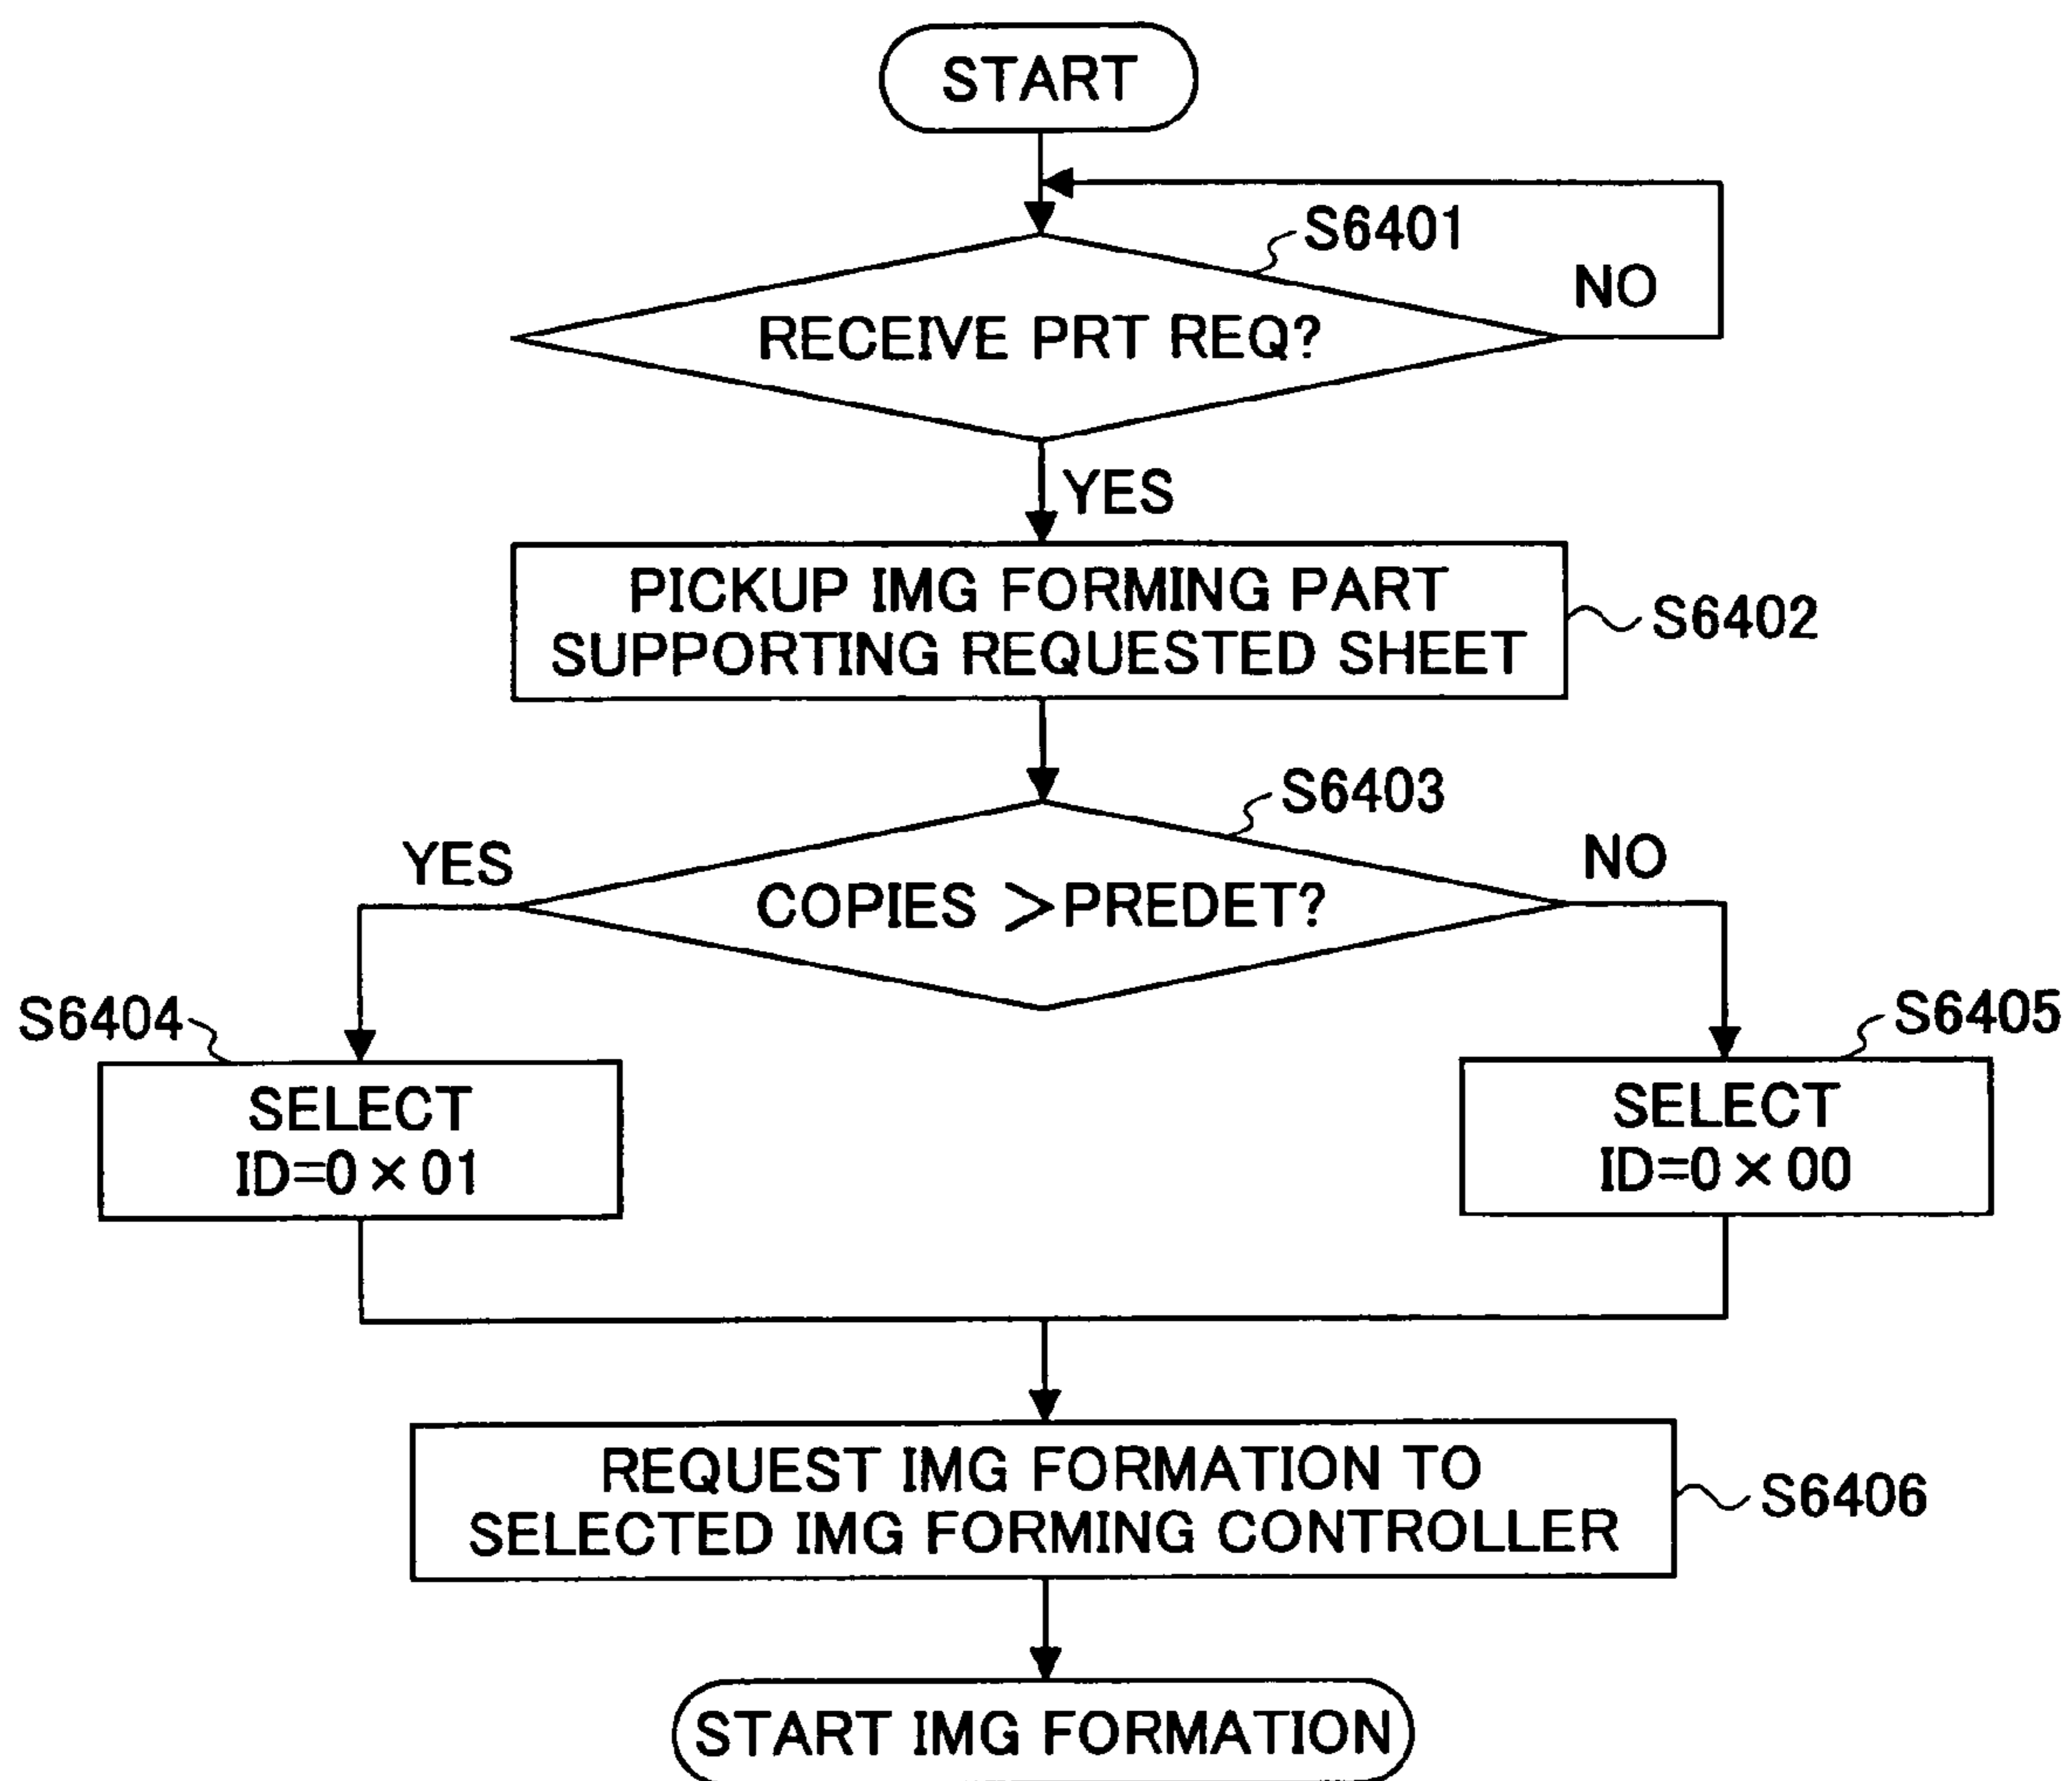 START
S6401
NO
RECEIVE PRT REQ?
YES
PICKUP IMG FORMING PART
SUPPORTING REQUESTED SHEET
S6402
S6403
YES
NO
COPIES >PREDET?
S6404
S6405
SELECT
ID=0 × 01
SELECT
ID=0 × 00
REQUEST IMG FORMATION TO
SELECTED IMG FORMING CONTROLLER
S6406
START IMG FORMATION